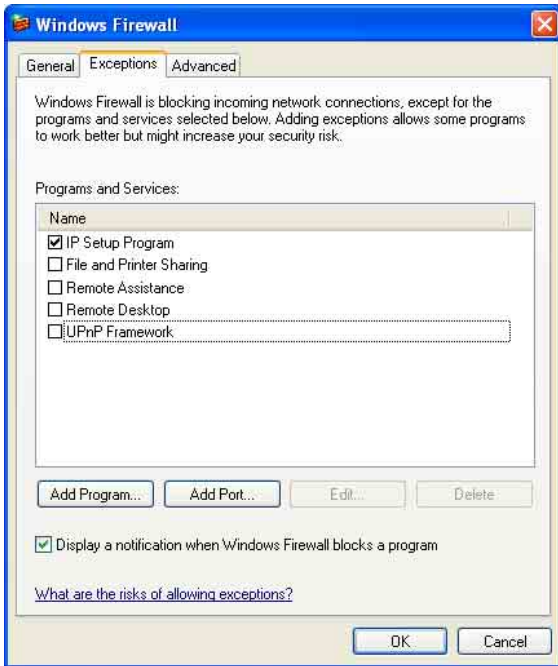 Windows Firewall
General Exceptions Advanced
Windows Firewall is blocking incoming network connections, except for the
programs and services selected below. Adding exceptions allows some programs
to work better but might increase your security risk.
Programs and Services:
Name
IP Setup Program
File and Printer Sharing
Remote Assistance
Remote Desktop
UPnP Framework
Add Program... Add Port... Edit... Delete
Display a notification when Windows Firewall blocks a program
What are the risks of allowing exceptions?
OK Cancel